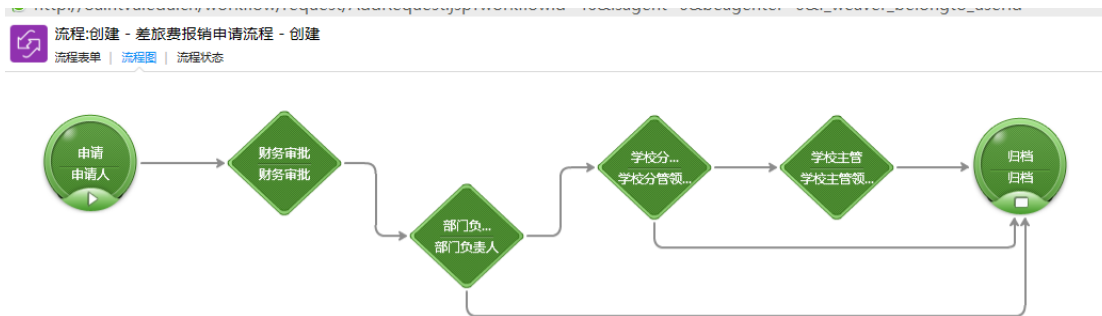 流程:创建 - 差旅费报销申请流程 - 创建
流程表单 | 流程图 | 流程状态
申请
申请人
财务审批
财务审批
部门负...
部门负责人
学校分...
学校分管领...
学校主管
学校主管领...
归档
归档